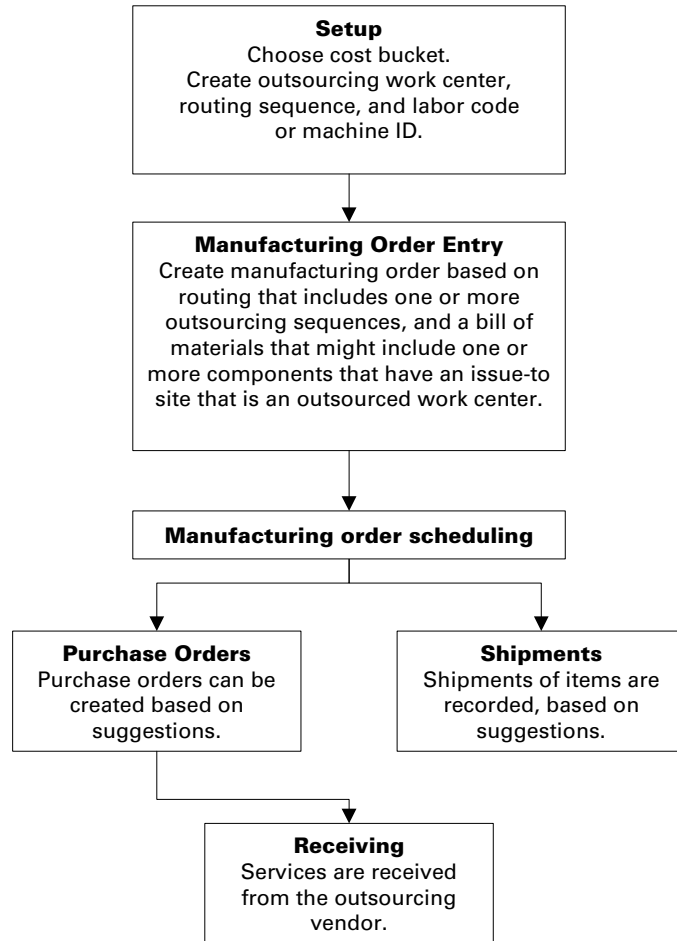 Setup
Choose cost bucket.
Create outsourcing work center,
routing sequence, and labor code
or machine ID.
Manufacturing Order Entry
Create manufacturing order based on
routing that includes one or more
outsourcing sequences, and a bill of
materials that might include one or
more components that have an issue-to
site that is an outsourced work center.
Manufacturing order scheduling
Purchase Orders
Purchase orders can be
created based on
suggestions.
Shipments
Shipments of items are
recorded, based on
suggestions.
Receiving
Services are received
from the outsourcing
vendor.